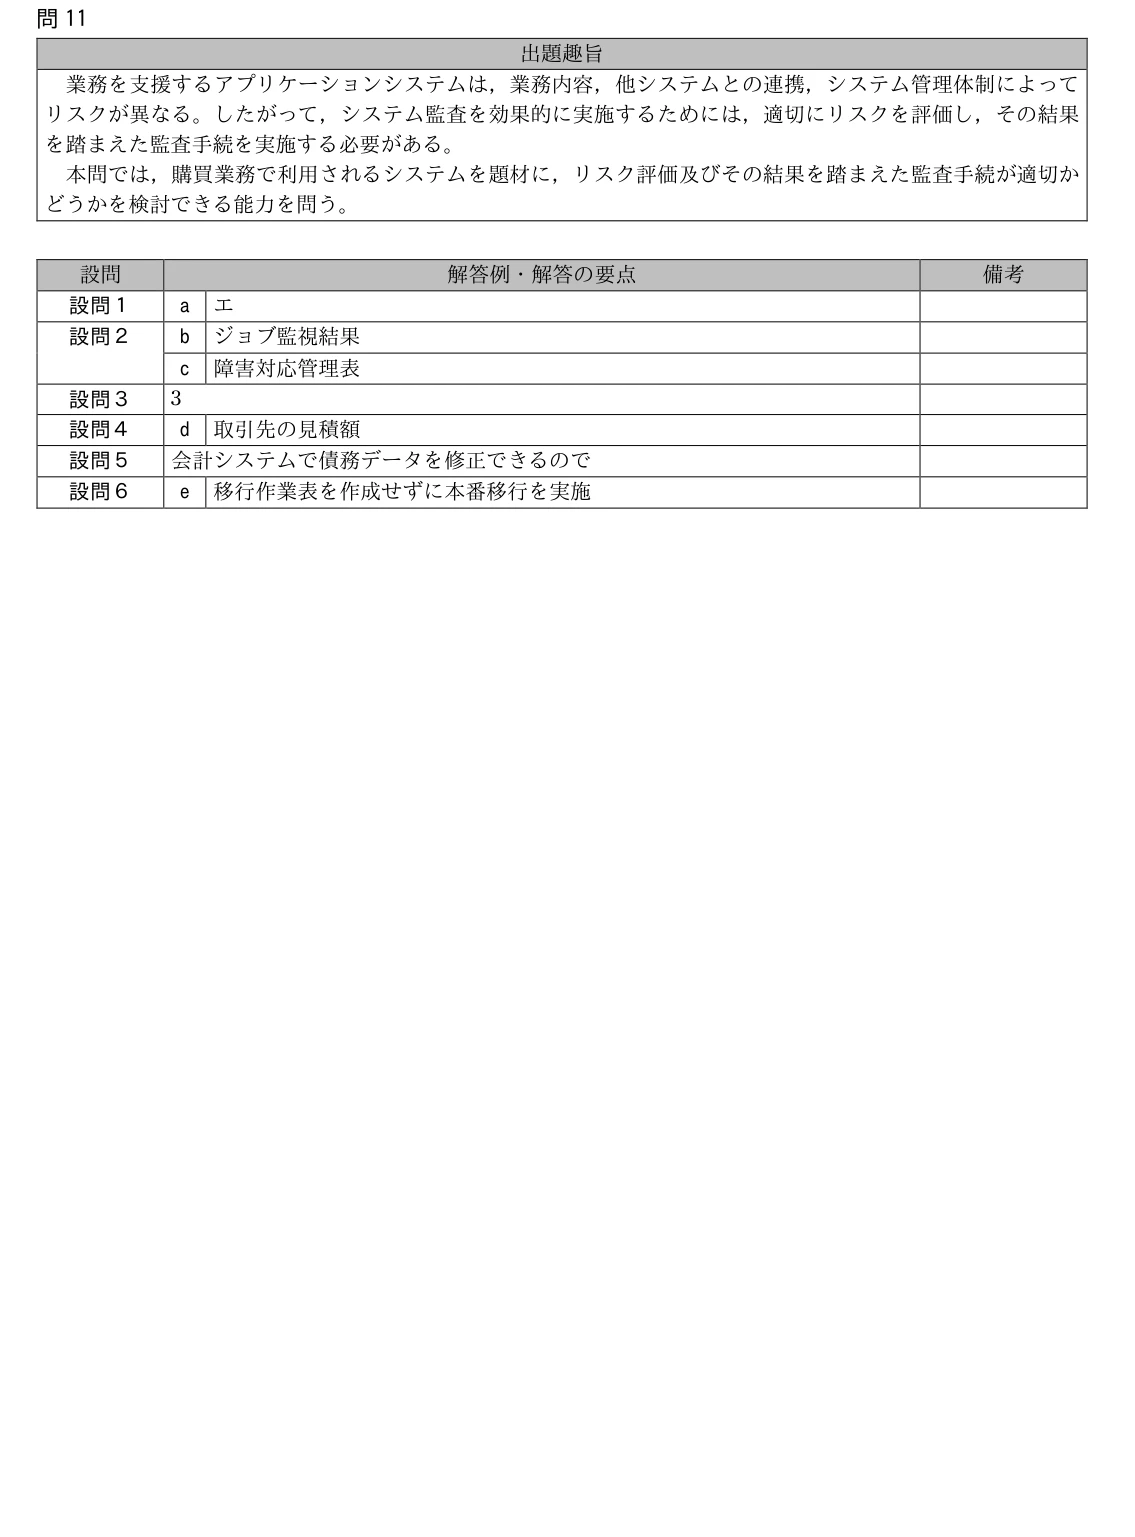 問 11
出題趣旨
業務を支援するアプリケーションシステムは，業務内容，他システムとの連携，システム管理体制によって
リスクが異なる。したがって，システム監査を効果的に実施するためには，適切にリスクを評価し，その結果
を踏まえた監査手続を実施する必要がある。
本問では，購買業務で利用されるシステムを題材に，リスク評価及びその結果を踏まえた監査手続が適切か
どうかを検討できる能力を問う。
設問 解答例・解答の要点 備考
設問 1 a エ
設問 2 b ジョブ監視結果
c 障害対応管理表
設問 3 3
設問 4 d 取引先の見積額
設問 5 会計システムで債務データを修正できるので
設問 6 e 移行作業表を作成せずに本番移行を実施